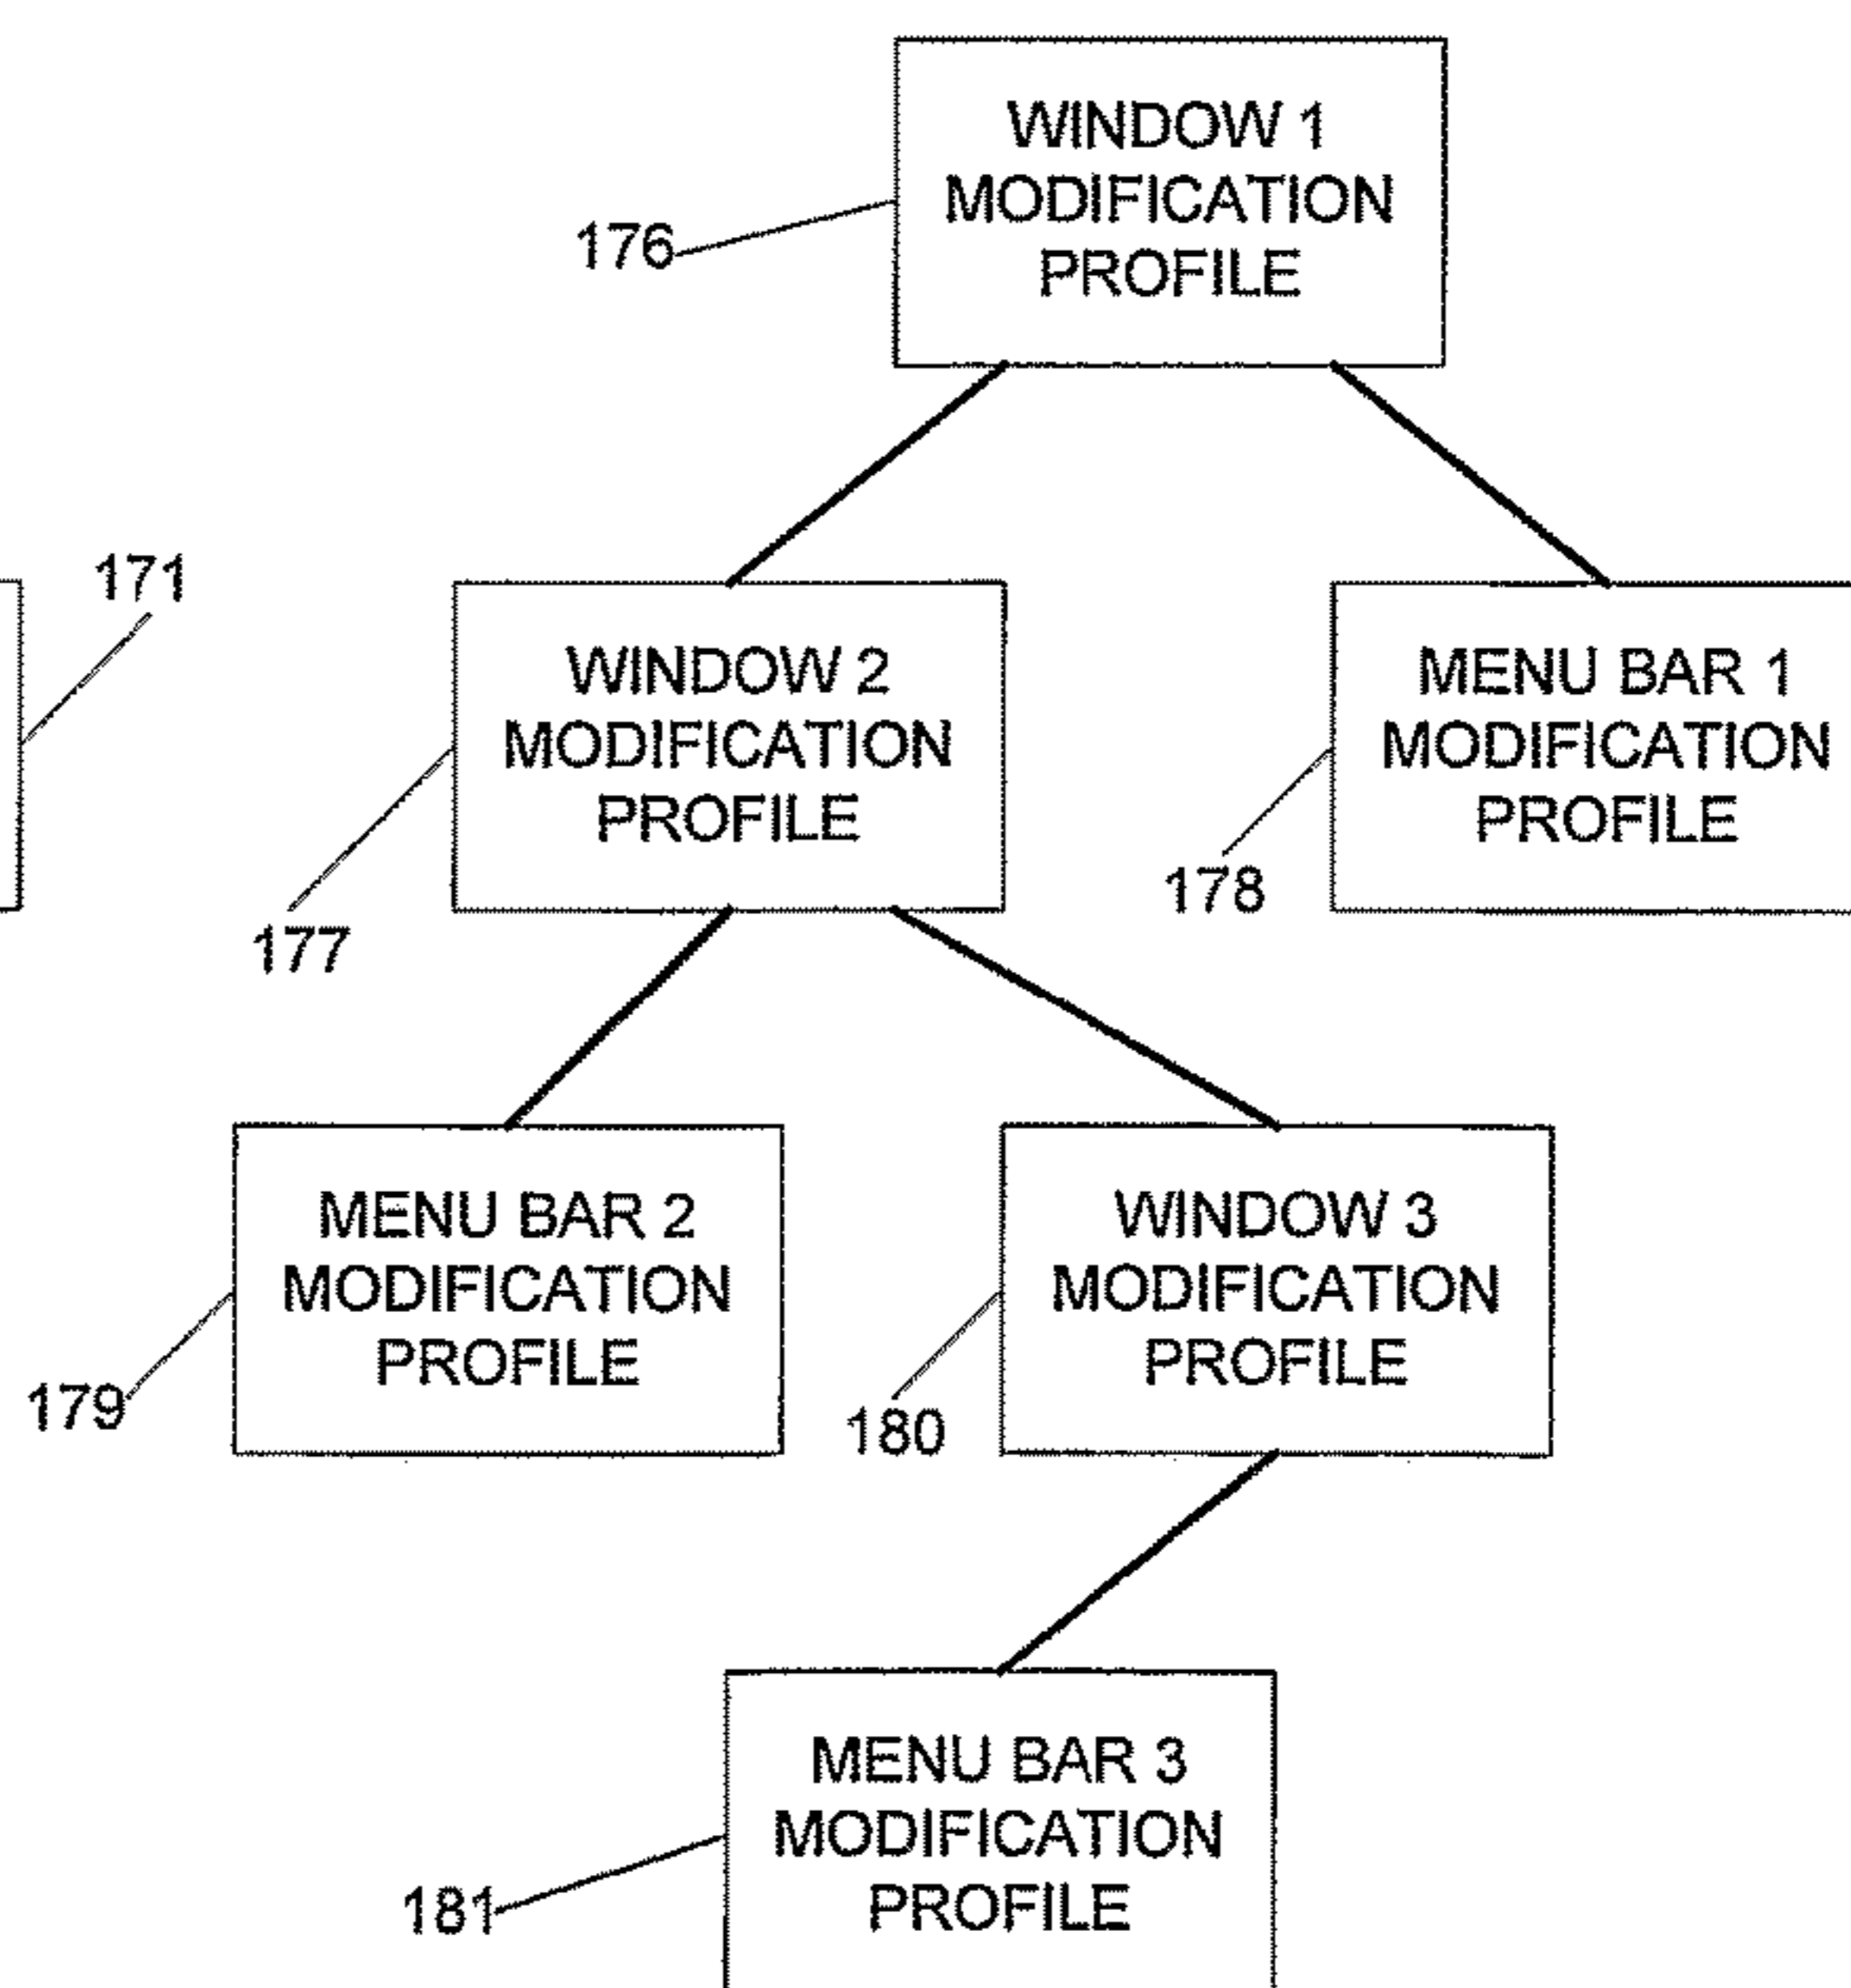 WINDOW 1
MODIFICATION
PROFILE
176
171
WINDOW 2
MODIFICATION
PROFILE
177
MENU BAR 1
MODIFICATION
PROFILE
178
MENU BAR 2
MODIFICATION
PROFILE
179
WINDOW 3
MODIFICATION
PROFILE
180
MENU BAR 3
MODIFICATION
PROFILE
181